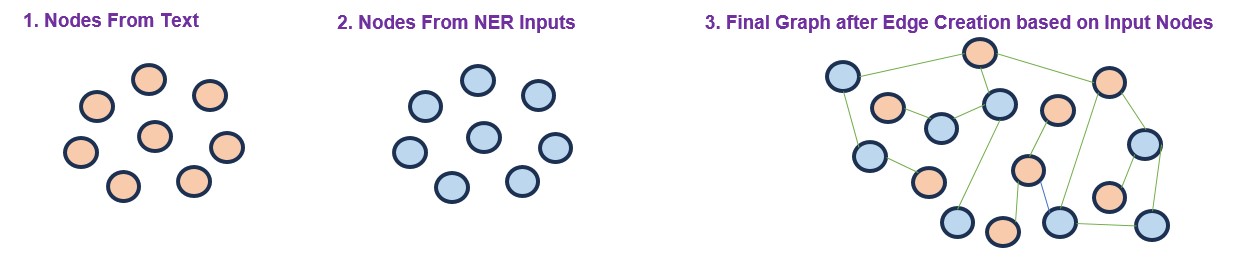 1. Nodes From Text
2. Nodes From NER Inputs
3. Final Graph after Edge Creation based on Input Nodes